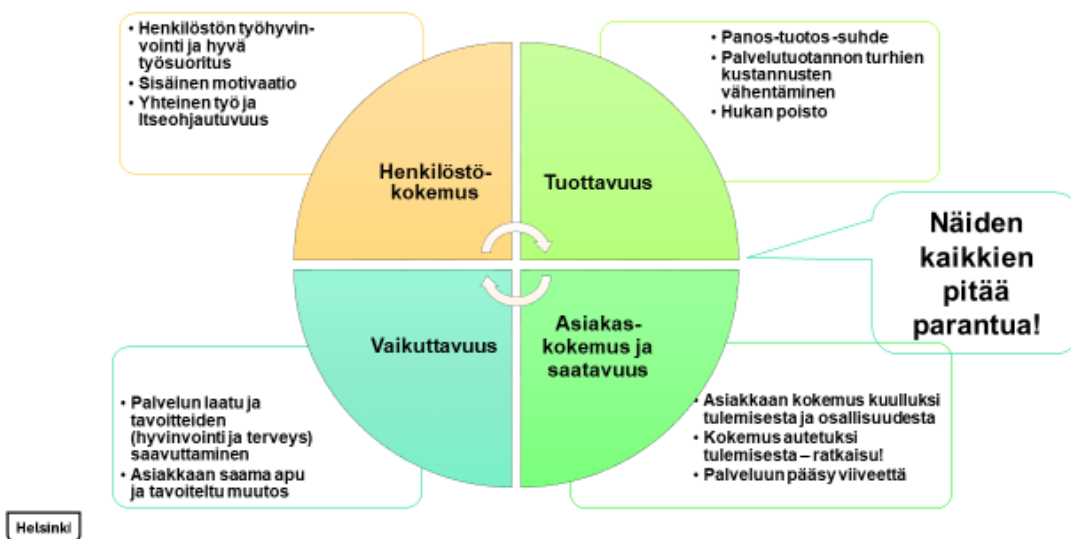 • Henkilöstön työhyvin-
vointi ja hyvä
työsuoritus
• Sisäinen motivaatio
• Yhteinen työ ja
Itseohjautuvuus
• Panos-tuotos -suhde
• Palvelutuotannon turhien
kustannusten
vähentäminen
• Hukan poisto
Henkilöstö-
kokemus
Tuottavuus
Näiden
kaikkien
pitää
parantua!
Vaikuttavuus
Asiakas-
kokemus ja
saatavuus
• Palvelun laatu ja
tavoitteiden
(hyvinvointi ja terveys)
saavuttaminen
• Asiakkaan saama apu
ja tavoiteltu muutos
• Asiakkaan kokemus kuulluksi
tulemisesta ja osallisuudesta
• Kokemus autetuksi
tulemisesta – ratkaisu!
• Palveluun pääsy viiveettä
Helsinki